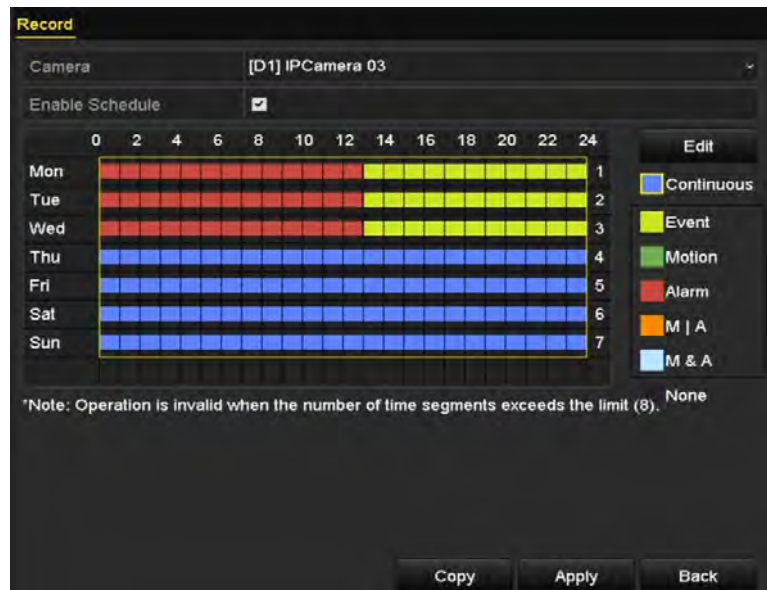 Record
Camera [D1] IPCamera 03
Enable Schedule
0 2 4 6 8 10 12 14 16 18 20 22 24
Edit
Mon 1
Continuous
Tue 2
Wed 3
Event
Thu 4
Motion
Fri 5
Alarm
Sat 6
M | A
Sun 7
M & A
None
*Note: Operation is invalid when the number of time segments exceeds the limit (8).
Copy Apply Back